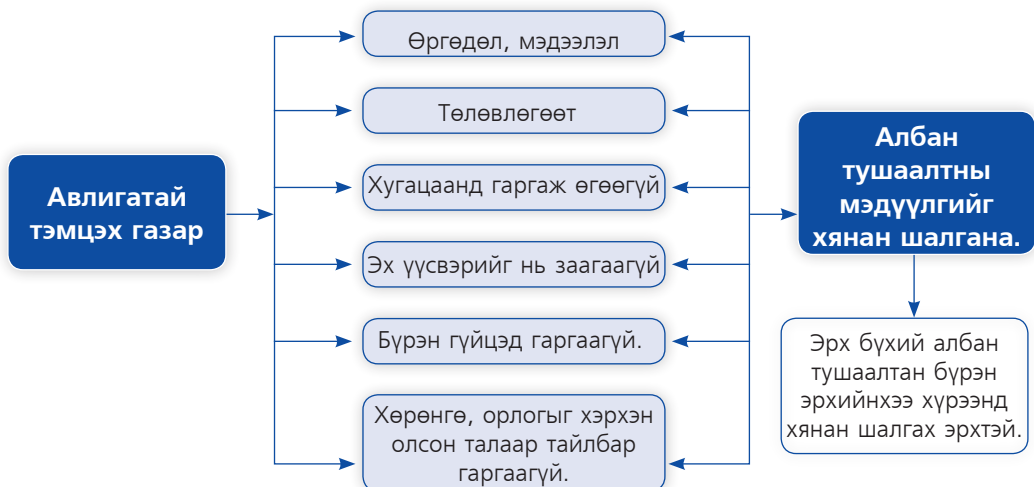 Авлигатай
тэмцэх газар
Өргөдөл, мэдээлэл
Төлөвлөгөөт
Хугацаанд гаргаж өгөөгүй
Эх үүсвэрийг нь заагаагүй
Бүрэн гүйцэд гаргаагүй.
Хөрөнгө, орлогыг хэрхэн
олсон талаар тайлбар
гаргаагүй.
Албан
тушаалтны
мэдүүлгийг
хянан шалгана.
Эрх бүхий албан
тушаалтан бүрэн
эрхийнхээ хүрээнд
хянан шалгах эрхтэй.